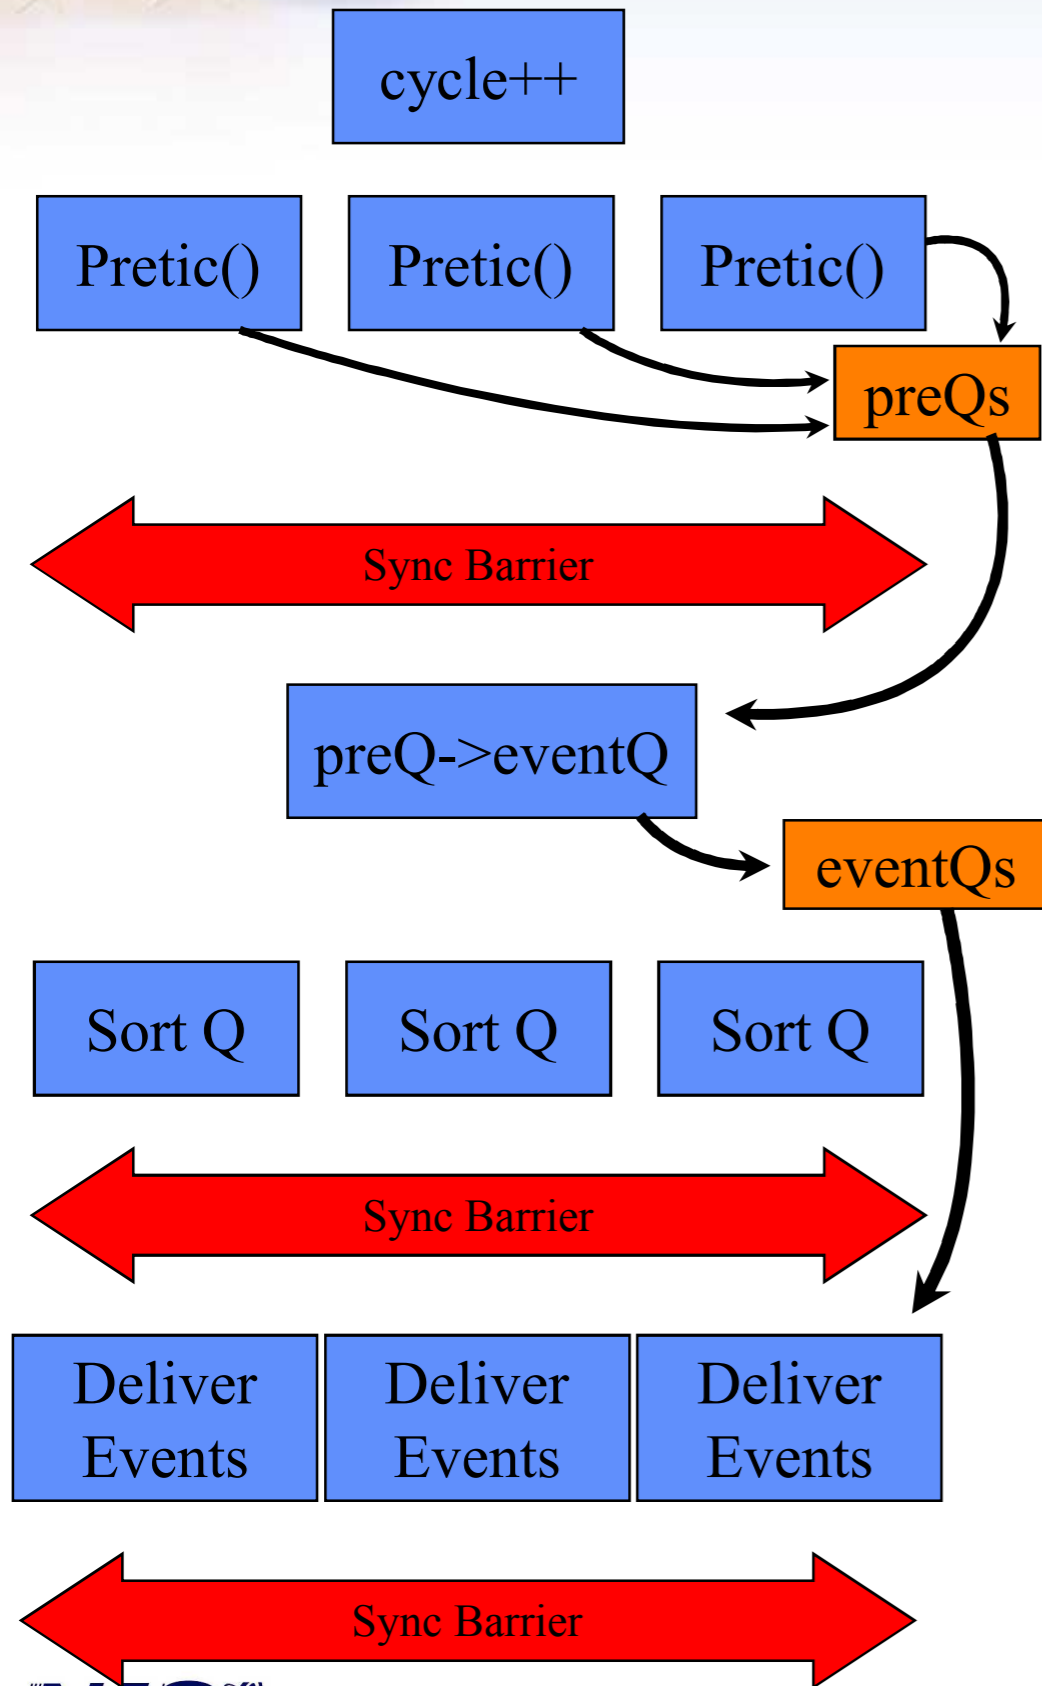 cycle++
Pretic() Pretic() Pretic()
preQs
Sync Barrier
preQ->eventQ
eventQs
Sort Q Sort Q Sort Q
Sync Barrier
Deliver Events
Deliver Events
Deliver Events
Sync Barrier